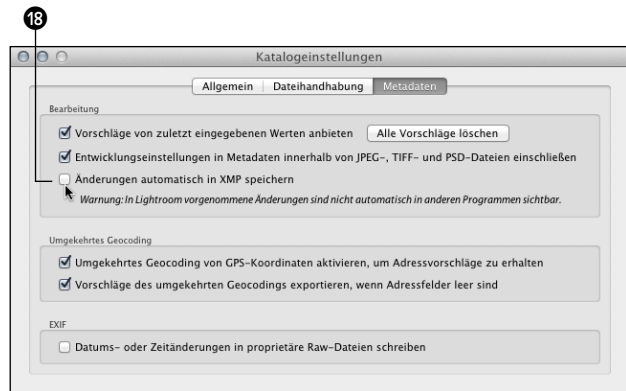 18
Katalogeinstellungen
Allgemein Dateihandhabung Metadaten
Bearbeitung
Vorschläge von zuletzt eingegebenen Werten anbieten Alle Vorschläge löschen
Entwicklungseinstellungen in Metadaten innerhalb von JPEG-, TIFF- und PSD-Dateien einschließen
Änderungen automatisch in XMP speichern
Warnung: In Lightroom vorgenommene Änderungen sind nicht automatisch in anderen Programmen sichtbar.
Umgekehrtes Geocoding
Umgekehrtes Geocoding von GPS-Koordinaten aktivieren, um Adressvorschläge zu erhalten
Vorschläge des umgekehrten Geocodings exportieren, wenn Adressfelder leer sind
EXIF
Datums- oder Zeitänderungen in proprietäre Raw-Dateien schreiben